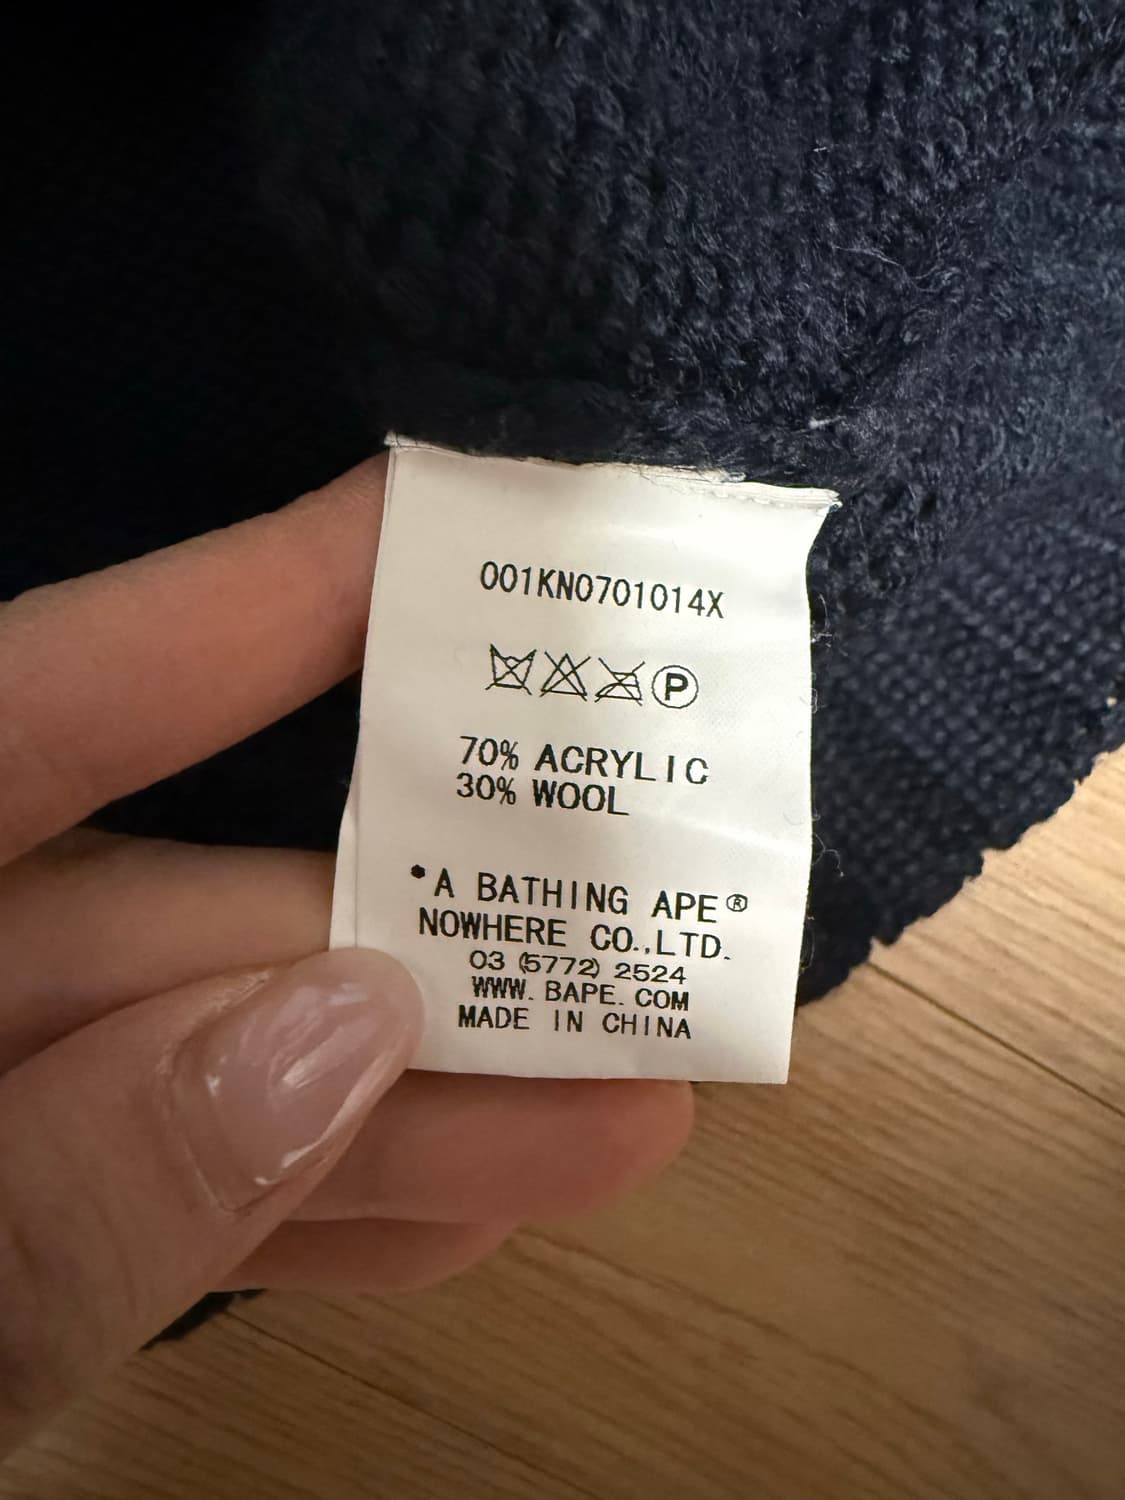 001KN0701014X
P
70% ACRYLIC
30% WOOL
*A BATHING APE®
NOWHERE CO.,LTD.
03 (5772) 2524
WWW. BAPE. COM
MADE IN CHINA